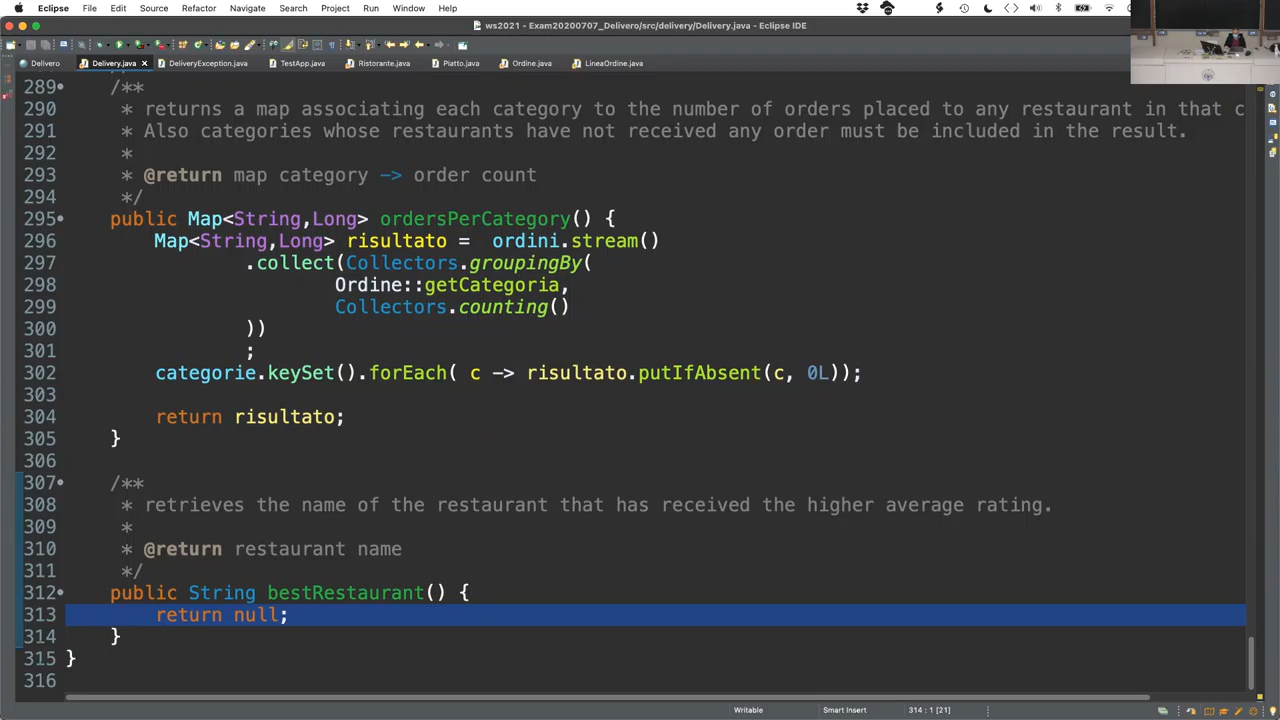 Eclipse File Edit Source Refactor Navigate Search Project Run Window Help
ws2021 - Exam20200707_Delivero/src/delivery/Delivery.java - Eclipse IDE
Delivero Delivery.java DeliveryException.java TestApp.java Ristorante.java Piatto.java Ordine.java LineaOrdine.java
289 /**
290 * returns a map associating each category to the number of orders placed to any restaurant in that c
291 * Also categories whose restaurants have not received any order must be included in the result.
292 *
293 * @return map category -> order count
294 */
295 public Map<String,Long> ordersPerCategory() {
296 Map<String,Long> risultato = ordini.stream()
297 .collect(Collectors.groupingBy(
298 Ordine::getCategoria,
299 Collectors.counting()
300 ))
301 ;
302 categorie.keySet().forEach( c -> risultato.putIfAbsent(c, 0L));
303
304 return risultato;
305 }
306
307 /**
308 * retrieves the name of the restaurant that has received the higher average rating.
309 *
310 * @return restaurant name
311 */
312 public String bestRestaurant() {
313 return null;
314 }
315 }
316
Writable Smart Insert 314 : 1 [21]